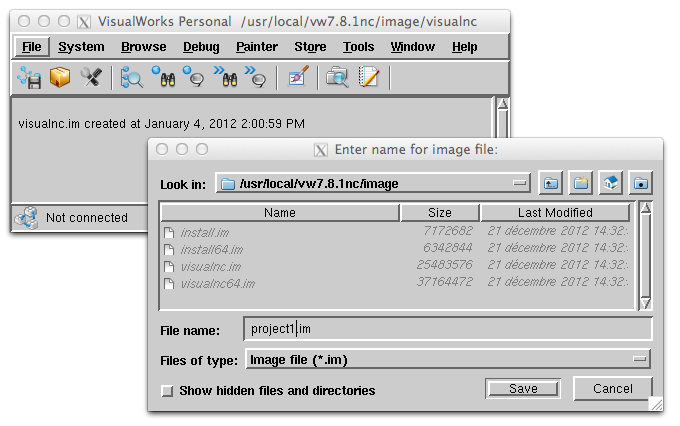 VisualWorks Personal /usr/local/vw7.8.1nc/image/visualnc
File System Browse Debug Painter Store Tools Window Help
visualnc.im created at January 4, 2012 2:00:59 PM
Not connected
Enter name for image file:
Look in: /usr/local/vw7.8.1nc/image
Name Size Last Modified
install.im 7172682 21 décembre 2012 14:32:
install64.im 6342844 21 décembre 2012 14:32:
visualnc.im 25483576 21 décembre 2012 14:32:
visualnc64.im 37164472 21 décembre 2012 14:32:
File name: project1.im
Files of type: Image file (*.im)
Show hidden files and directories Save Cancel